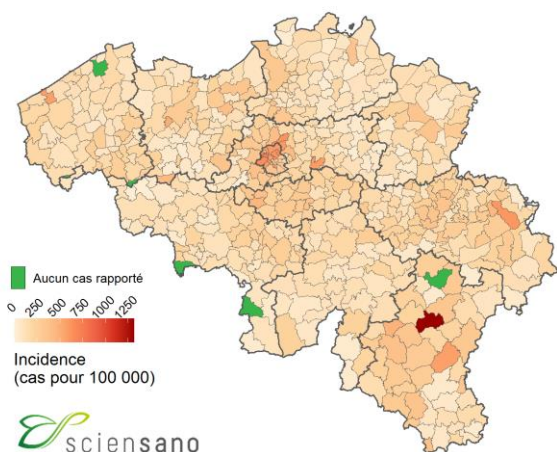 Aucun cas rapporté
0 250 500 750 1000 1250
Incidence
(cas pour 100 000)
sciensano